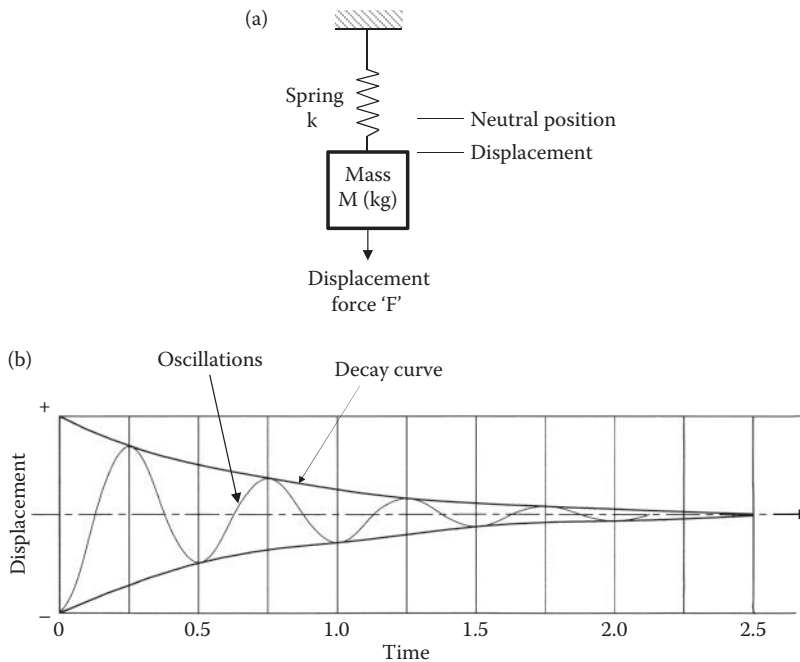 (a)
Spring
k
Neutral position
Displacement
Mass
M (kg)
Displacement
force ‘F’
(b)
Oscillations
Decay curve
+
Displacement
–
0
0.5
1.0
1.5
2.0
2.5
Time